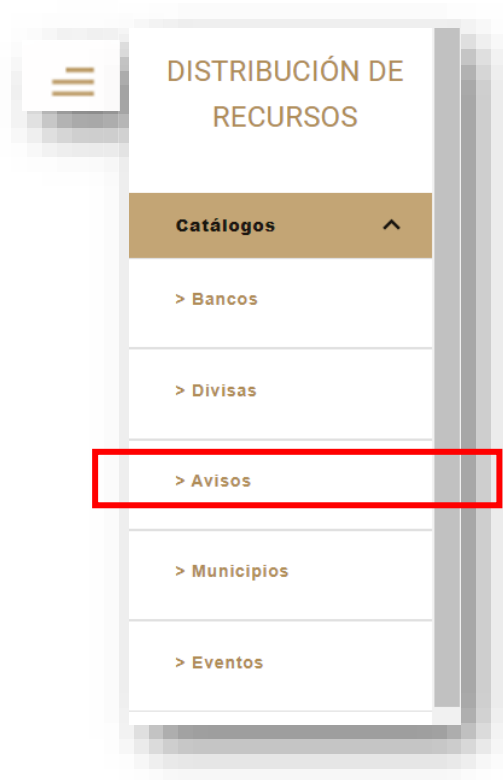 DISTRIBUCIÓN DE
RECURSOS
Catálogos
> Bancos
> Divisas
> Avisos
> Municipios
> Eventos